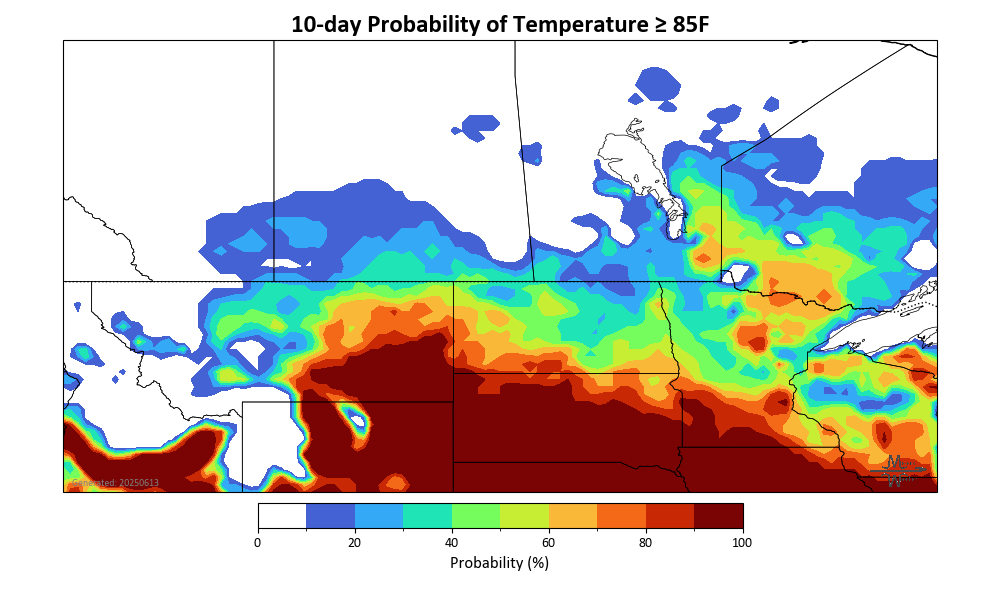 10-day Probability of Temperature ≥ 85F
Generated: 20250613
0 20 40 60 80 100
Probability (%)